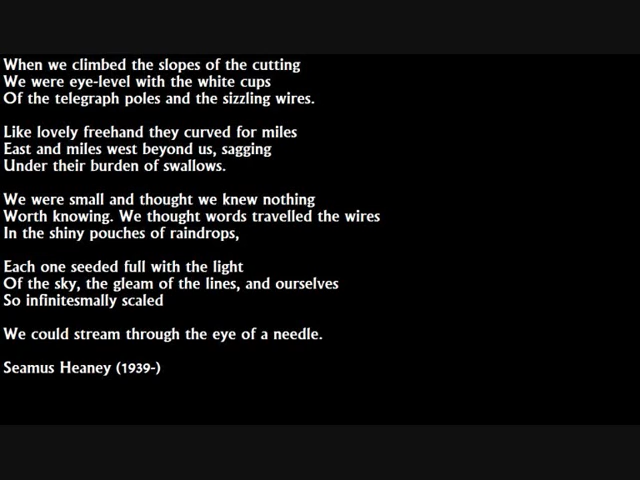 When we climbed the slopes of the cutting
We were eye-level with the white cups
Of the telegraph poles and the sizzling wires.
Like lovely freehand they curved for miles
East and miles west beyond us, sagging
Under their burden of swallows.
We were small and thought we knew nothing
Worth knowing. We thought words travelled the wires
In the shiny pouches of raindrops,
Each one seeded full with the light
Of the sky, the gleam of the lines, and ourselves
So infinitesmally scaled
We could stream through the eye of a needle.
Seamus Heaney (1939-)